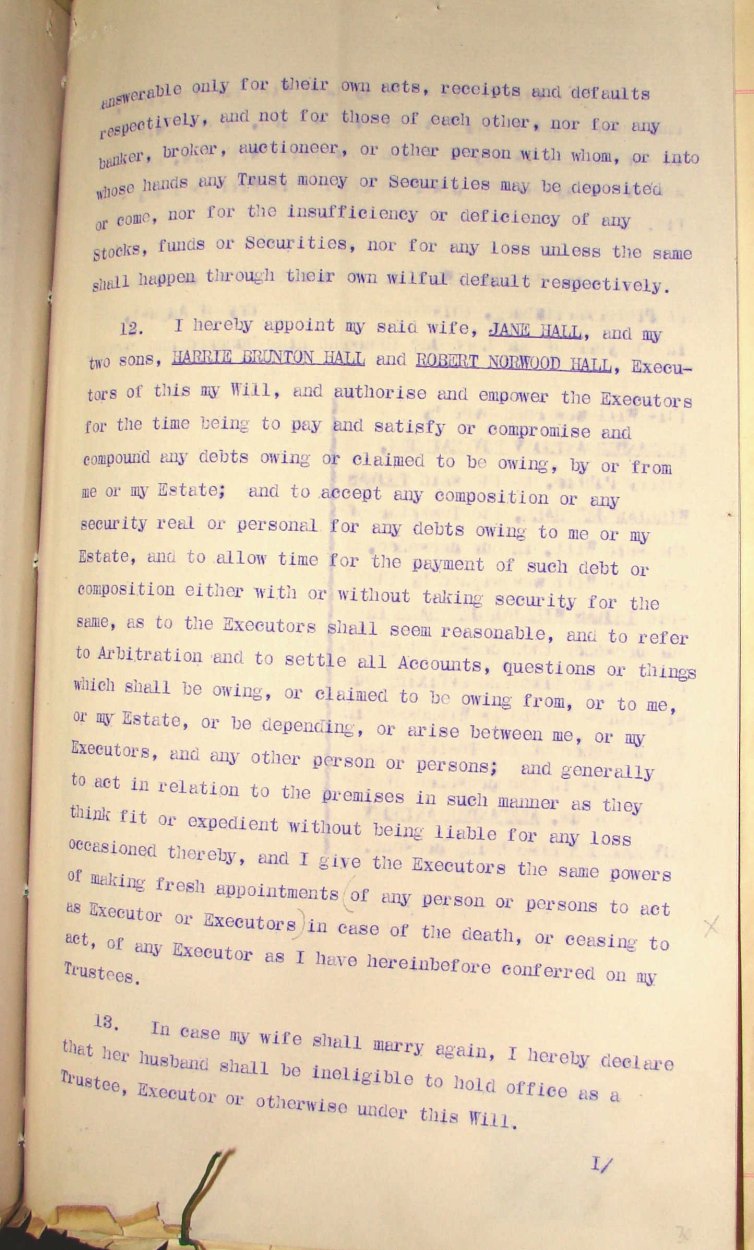 answerable only for their own acts, receipts and defaults
respectively, and not for those of each other, nor for any
banker, broker, auctioneer, or other person with whom, or into
whose hands any Trust money or Securities may be deposited
or come, nor for the insufficiency or deficiency of any
Stocks, funds or Securities, nor for any loss unless the same
shall happen through their own wilful default respectively.
12. I hereby appoint my said wife, JANE HALL, and my
two sons, HARRIE BRUNTON HALL and ROBERT NORWOOD HALL, Execu-
tors of this my Will, and authorise and empower the Executors
for the time being to pay and satisfy or compromise and
compound any debts owing or claimed to be owing, by or from
me or my Estate; and to accept any composition or any
security real or personal for any debts owing to me or my
Estate, and to allow time for the payment of such debt or
composition either with or without taking security for the
same, as to the Executors shall seem reasonable, and to refer
to Arbitration and to settle all Accounts, questions or things
which shall be owing, or claimed to be owing from, or to me,
or my Estate, or be depending, or arise between me, or my
Executors, and any other person or persons; and generally
to act in relation to the premises in such manner as they
think fit or expedient without being liable for any loss
occasioned thereby, and I give the Executors the same powers
of making fresh appointments (of any person or persons to act
as Executor or Executors) in case of the death, or ceasing to
act, of any Executor as I have hereinbefore conferred on my
Trustees.
13. In case my wife shall marry again, I hereby declare
that her husband shall be ineligible to hold office as a
Trustee, Executor or otherwise under this Will.
I/